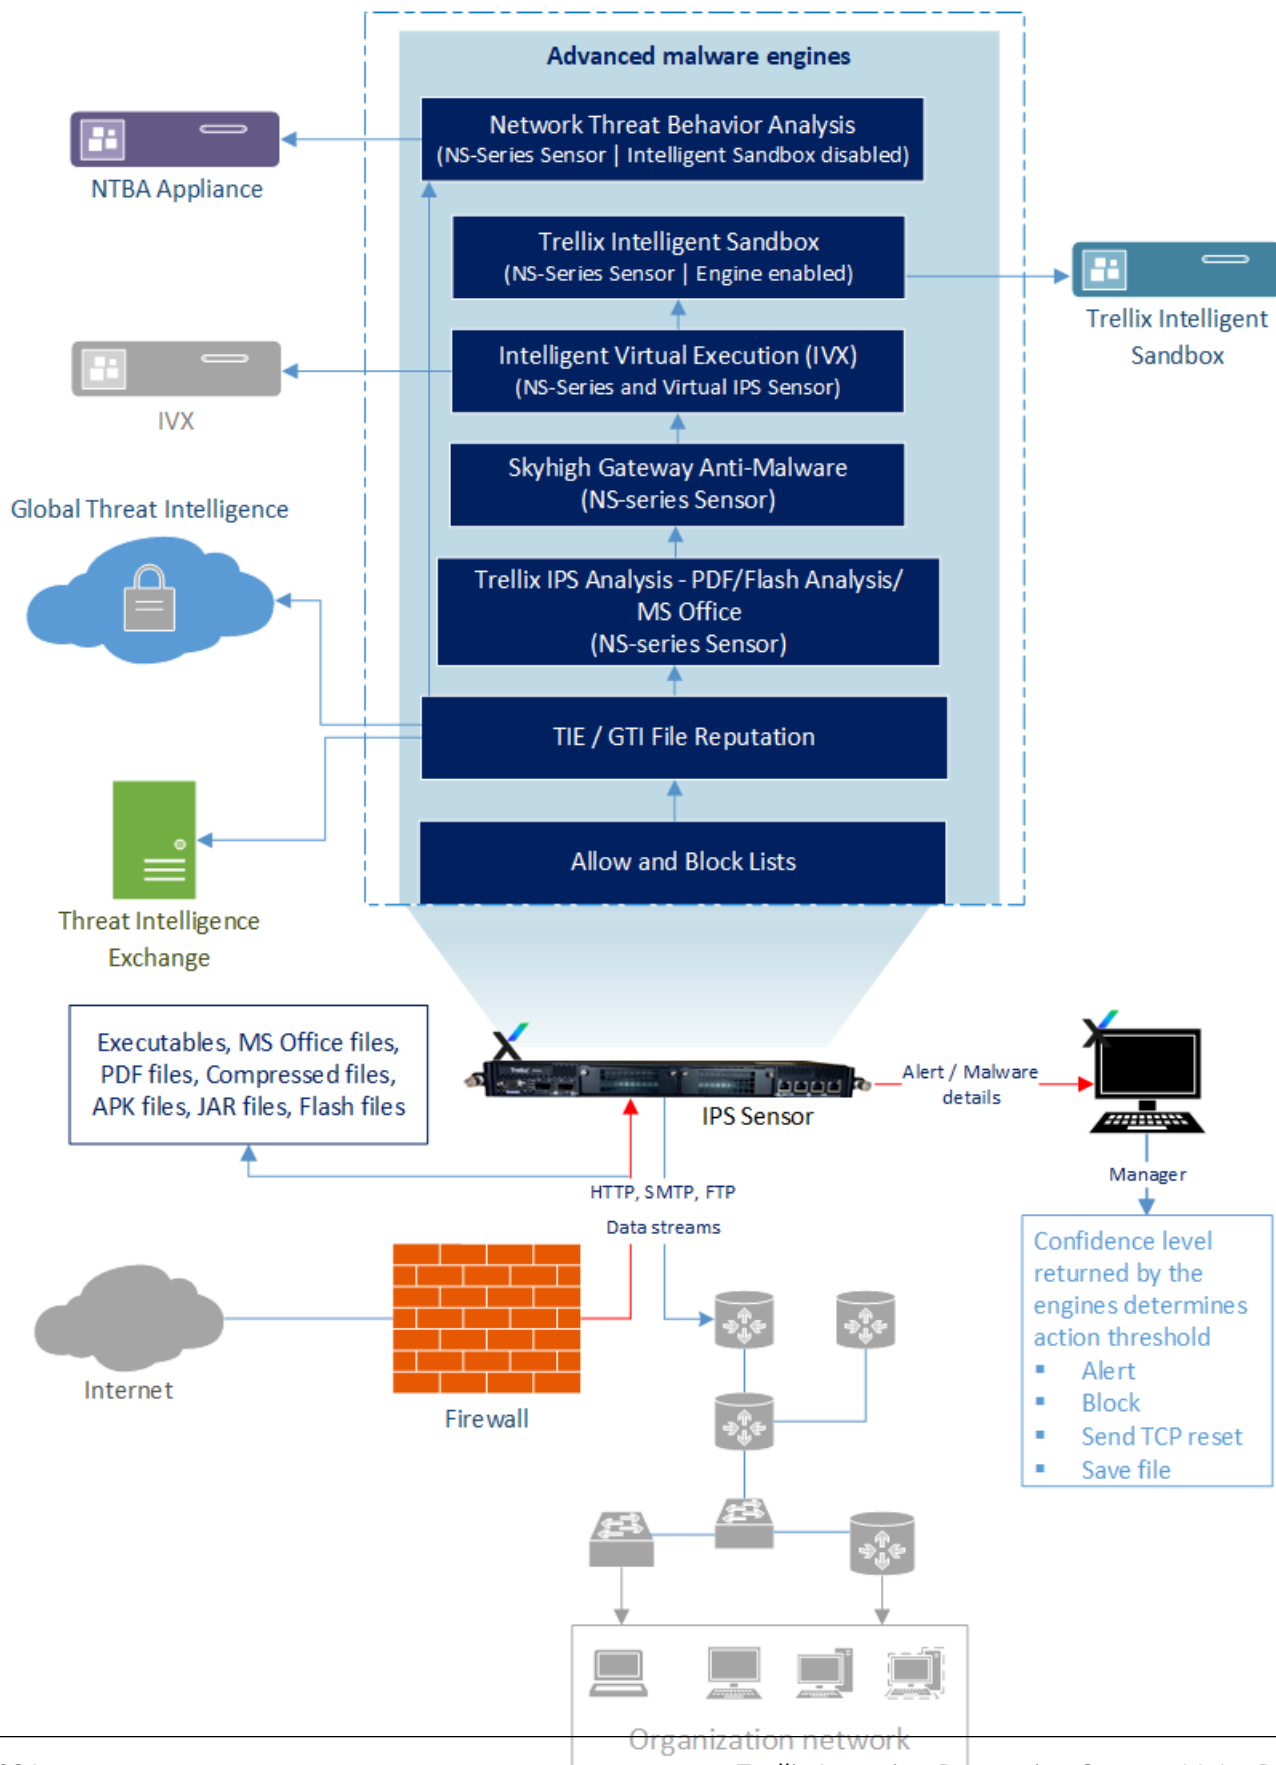 Advanced malware engines
Network Threat Behavior Analysis
(NS-Series Sensor | Intelligent Sandbox disabled)
NTBA Appliance
Trellix Intelligent Sandbox
(NS-Series Sensor | Engine enabled)
Trellix Intelligent
Sandbox
Intelligent Virtual Execution (IVX)
(NS-Series and Virtual IPS Sensor)
IVX
Skyhigh Gateway Anti-Malware
(NS-series Sensor)
Global Threat Intelligence
Trellix IPS Analysis - PDF/Flash Analysis/
MS Office
(NS-series Sensor)
TIE / GTI File Reputation
Allow and Block Lists
Threat Intelligence
Exchange
Executables, MS Office files,
PDF files, Compressed files,
APK files, JAR files, Flash files
IPS Sensor
Alert / Malware
details
Manager
HTTP, SMTP, FTP
Data streams
Confidence level
returned by the
engines determines
action threshold
▪ Alert
▪ Block
▪ Send TCP reset
▪ Save file
Internet
Firewall
Organization network